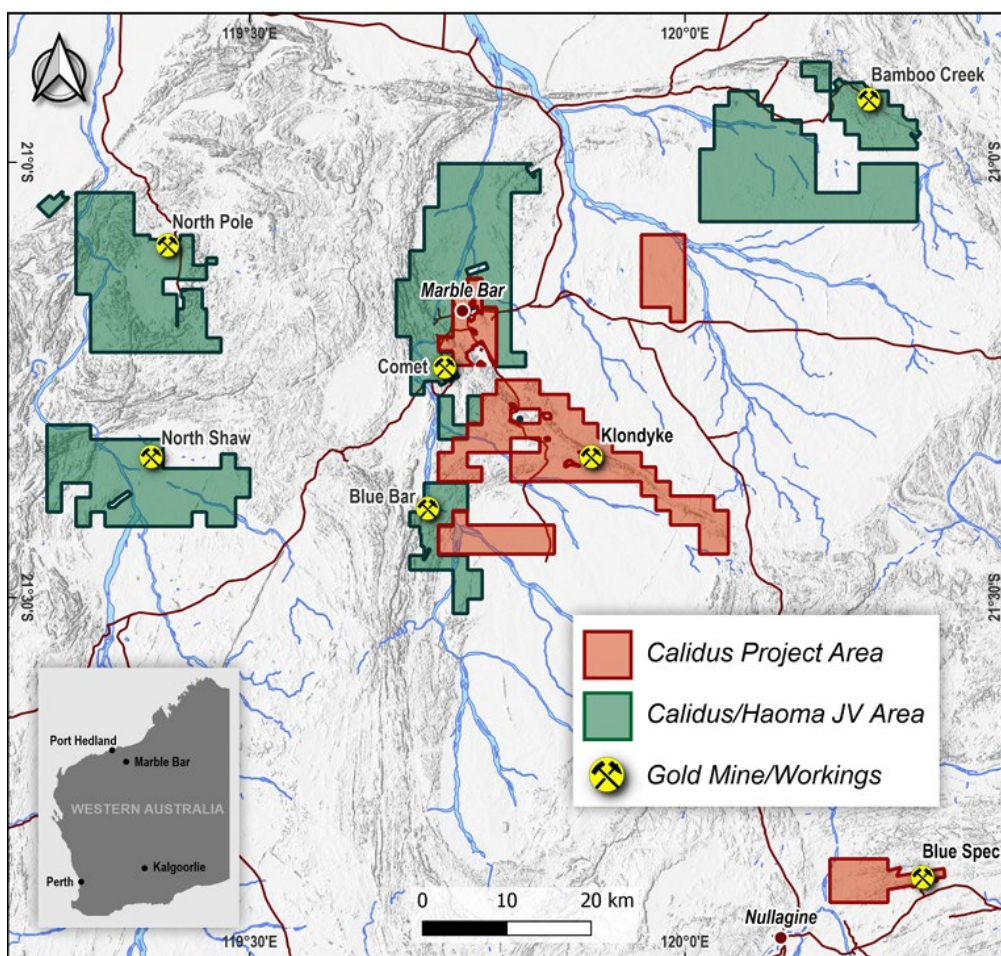 119°30'E
120°0'E
Bamboo Creek
21°0'S
21°0'S
North Pole
Marble Bar
Comet
North Shaw
Klondyke
Blue Bar
21°30'S
21°30'S
Calidus Project Area
Calidus/Haoma JV Area
Gold Mine/Workings
Port Hedland
Marble Bar
WESTERN AUSTRALIA
Kalgoorlie
Perth
Blue Spec
0 10 20 km
Nullagine
119°30'E
120°0'E